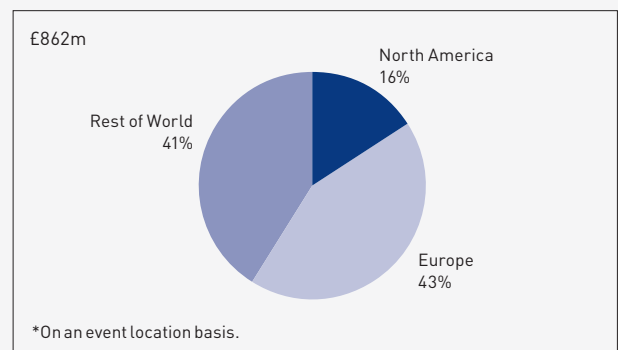 £862m
North America
16%
Rest of World
41%
Europe
43%
*On an event location basis.